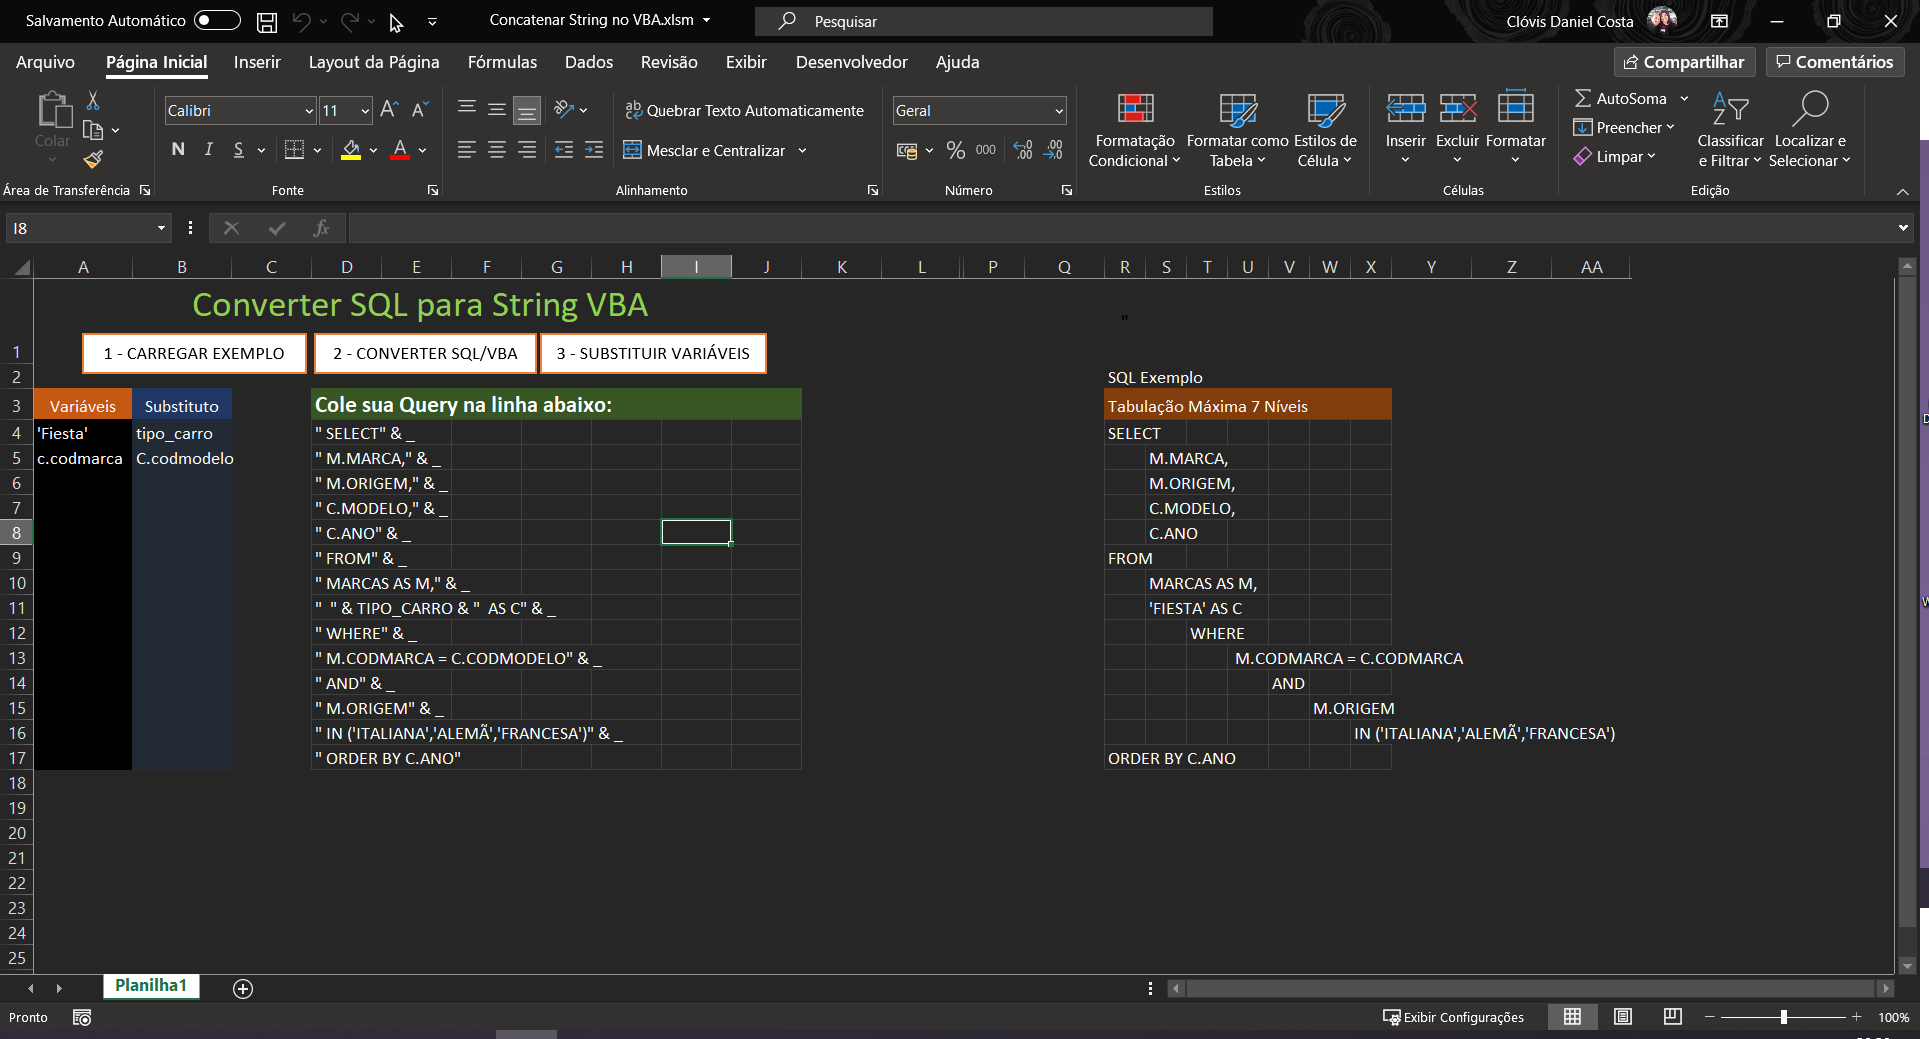 Salvamento Automático
Concatenar String no VBA.xlsm
Pesquisar
Clóvis Daniel Costa
Arquivo Página Inicial Inserir Layout da Página Fórmulas Dados Revisão Exibir Desenvolvedor Ajuda
Compartilhar Comentários
Colar
Calibri 11
Quebrar Texto Automaticamente
Geral
Formatação Condicional
Formatar como Tabela
Estilos de Célula
Inserir Excluir Formatar
AutoSoma
Preencher
Limpar
Classificar e Filtrar
Localizar e Selecionar
N I S
Mesclar e Centralizar
% 000
Área de Transferência Fonte Alinhamento Número Estilos Células Edição
I8
fx
A B C D E F G H I J K L P Q R S T U V W X Y Z AA
Converter SQL para String VBA
"
1 1 - CARREGAR EXEMPLO 2 - CONVERTER SQL/VBA 3 - SUBSTITUIR VARIÁVEIS
2 SQL Exemplo
3 Variáveis Substituto Cole sua Query na linha abaixo: Tabulação Máxima 7 Níveis
4 'Fiesta' tipo_carro " SELECT" & _ SELECT
5 c.codmarca C.codmodelo " M.MARCA," & _ M.MARCA,
6 " M.ORIGEM," & _ M.ORIGEM,
7 " C.MODELO," & _ C.MODELO,
8 " C.ANO" & _ C.ANO
9 " FROM" & _ FROM
10 " MARCAS AS M," & _ MARCAS AS M,
11 "  " & TIPO_CARRO & "  AS C" & _ 'FIESTA' AS C
12 " WHERE" & _ WHERE
13 " M.CODMARCA = C.CODMODELO" & _ M.CODMARCA = C.CODMARCA
14 " AND" & _ AND
15 " M.ORIGEM" & _ M.ORIGEM
16 " IN ('ITALIANA','ALEMÃ','FRANCESA')" & _ IN ('ITALIANA','ALEMÃ','FRANCESA')
17 " ORDER BY C.ANO" ORDER BY C.ANO
18
19
20
21
22
23
24
25
Planilha1
Pronto
Exibir Configurações
100%